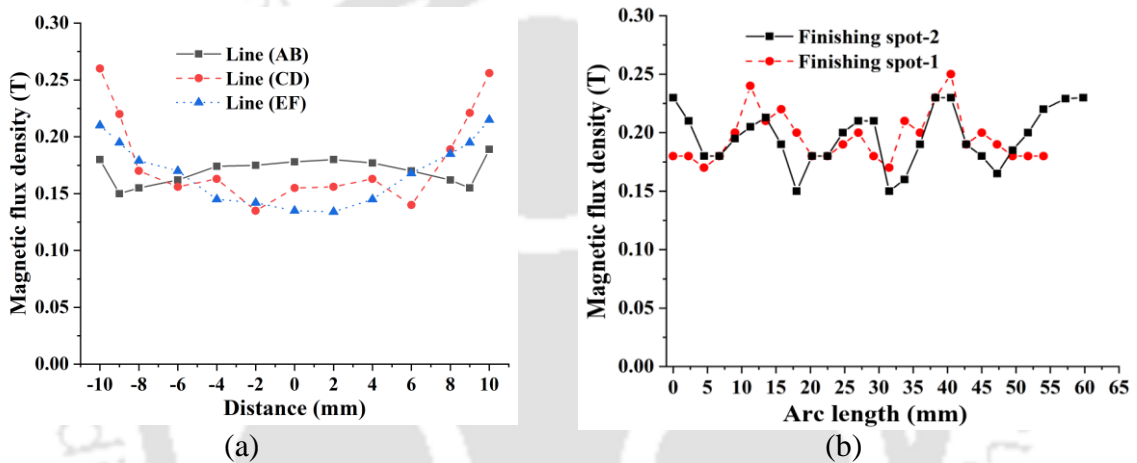 0.30
0.25
0.20
0.15
0.10
0.05
0.00
Magnetic flux density (T)
Line (AB)
Line (CD)
Line (EF)
-10 -8 -6 -4 -2 0 2 4 6 8 10
Distance (mm)
(a)
0.30
0.25
0.20
0.15
0.10
0.05
0.00
Magnetic flux density (T)
Finishing spot-2
Finishing spot-1
0 5 10 15 20 25 30 35 40 45 50 55 60 65
Arc length (mm)
(b)